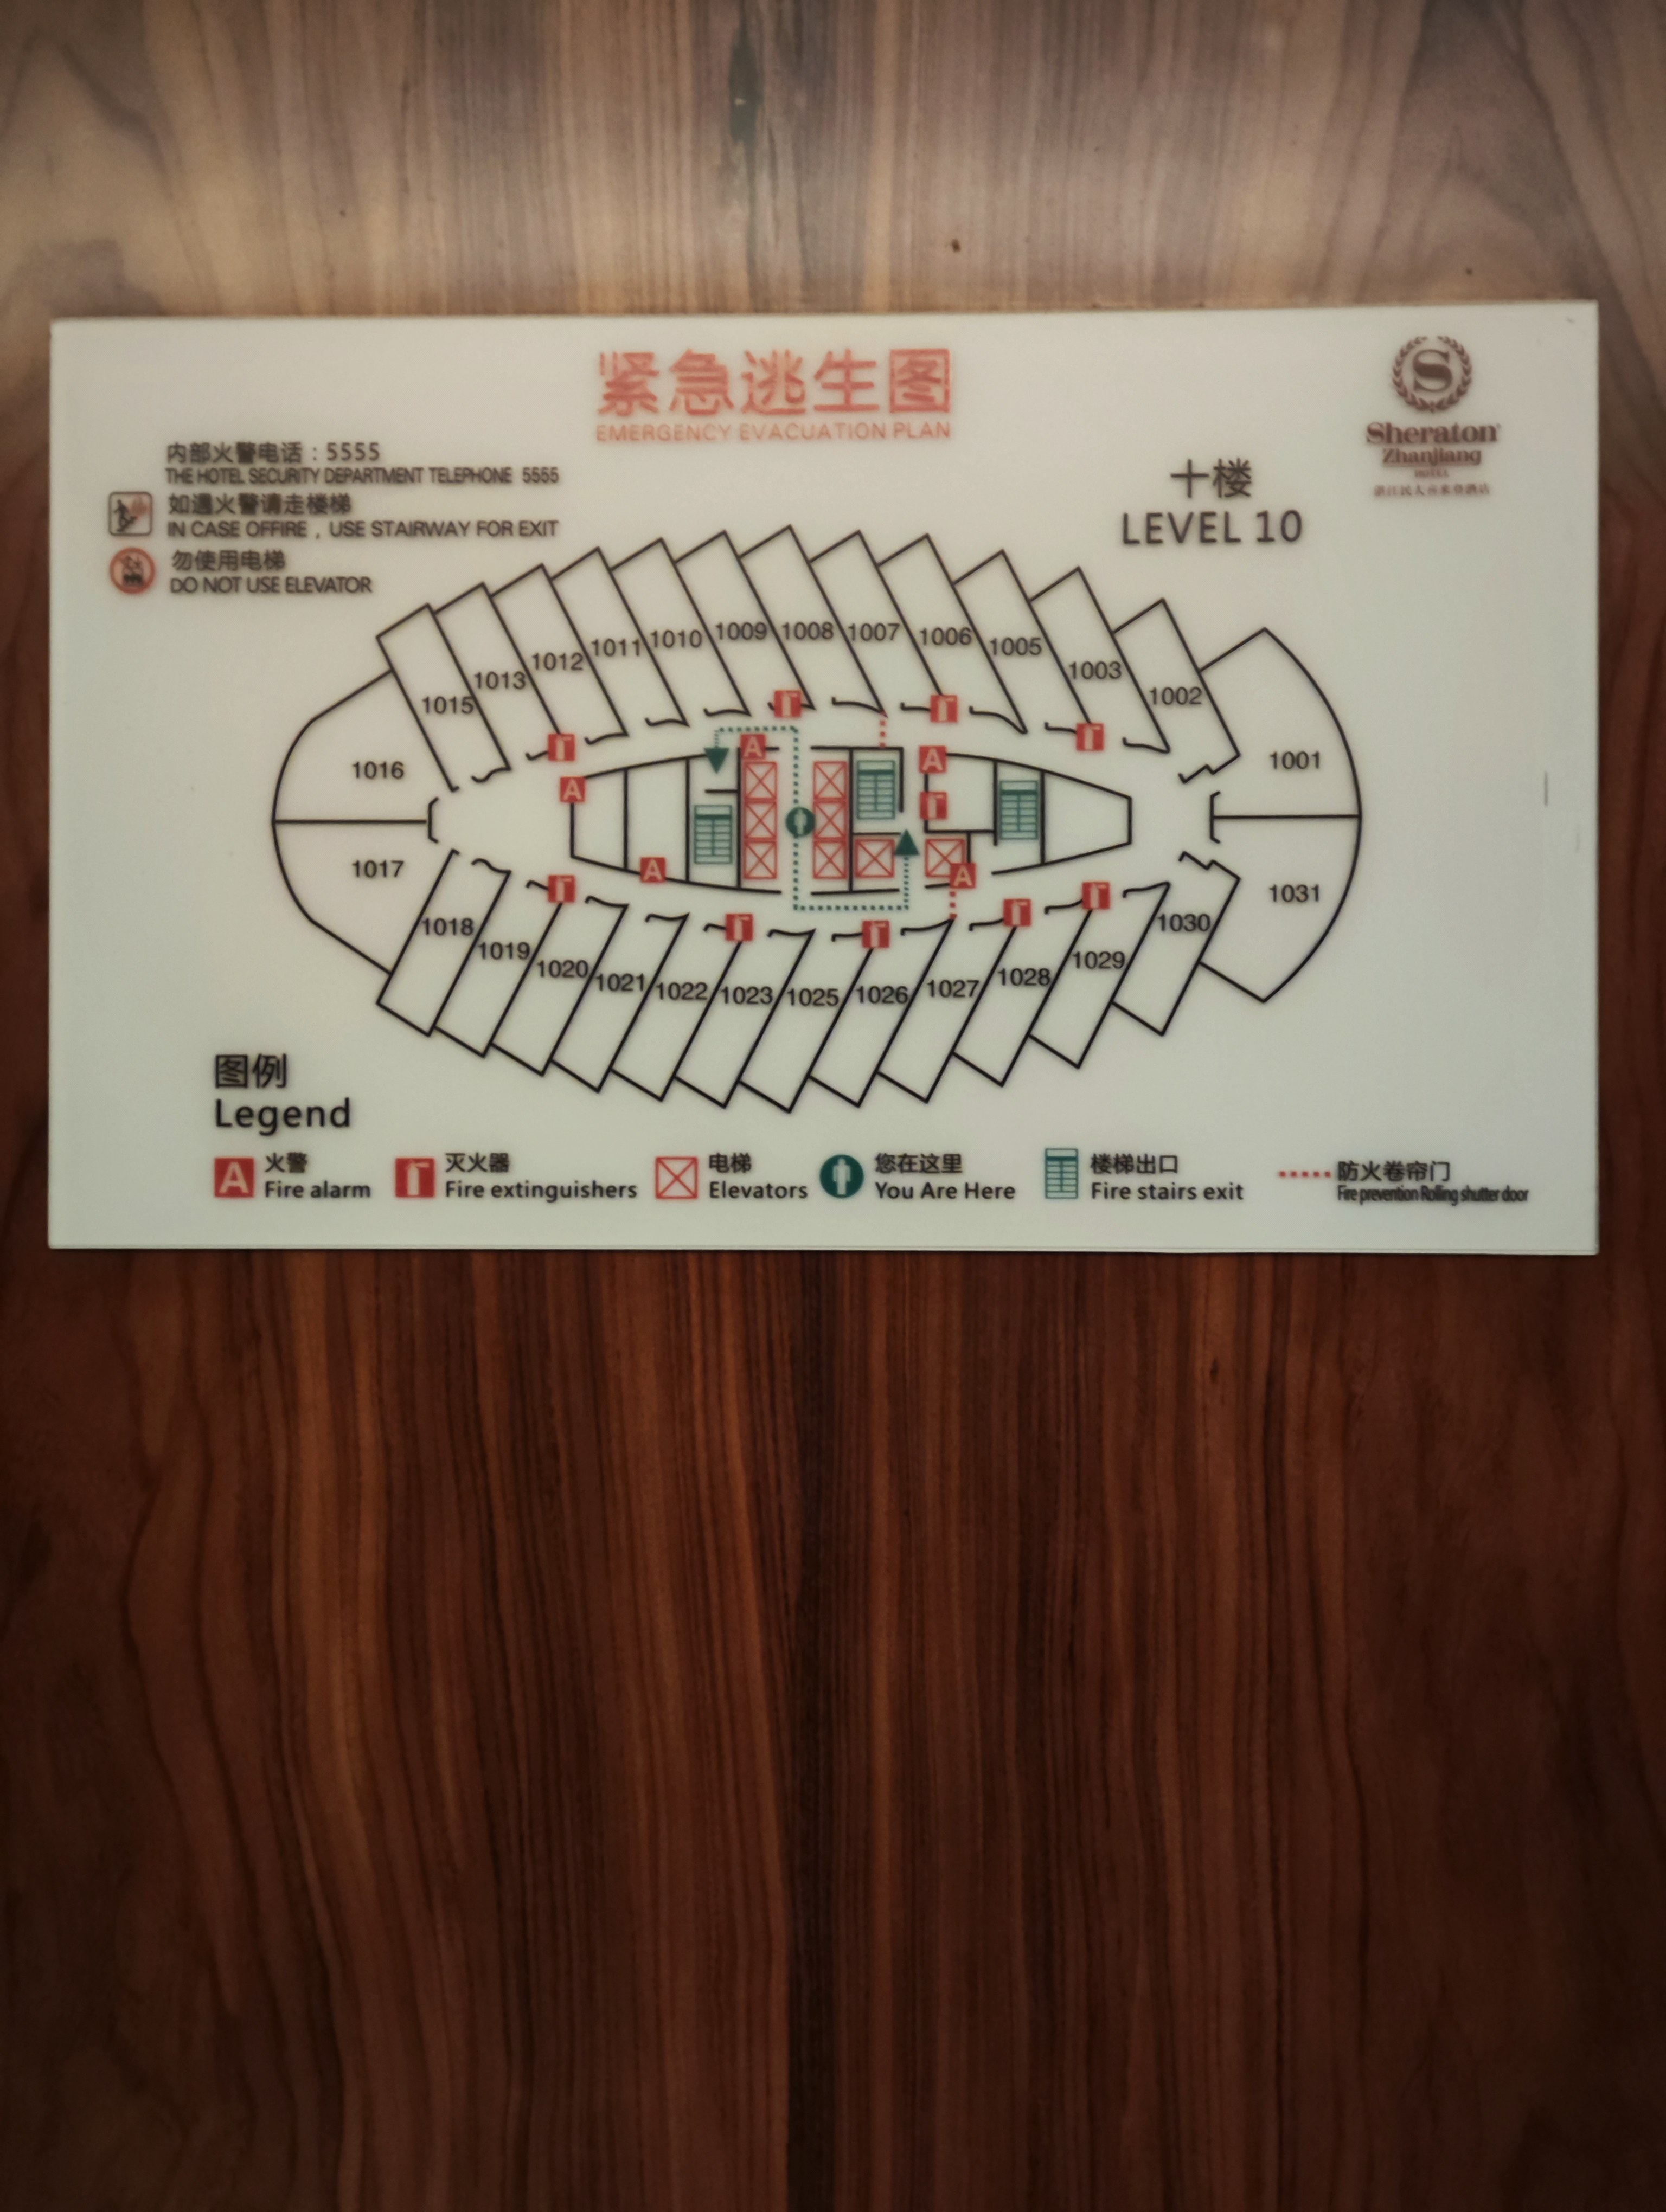 紧急逃生图
EMERGENCY EVACUATION PLAN
S
Sheraton
Zhanjiang
HOTEL
内部火警电话：5555
THE HOTEL SECURITY DEPARTMENT TELEPHONE 5555
如遇火警请走楼梯
IN CASE OFFIRE , USE STAIRWAY FOR EXIT
勿使用电梯
DO NOT USE ELEVATOR
十楼
LEVEL 10
1016
1015
1013
1012
1011
1010
1009
1008
1007
1006
1005
1003
1002
1001
A
A
A
A
A
1017
1018
1019
1020
1021
1022
1023
1025
1026
1027
1028
1029
1030
1031
图例
Legend
A
火警
Fire alarm
灭火器
Fire extinguishers
电梯
Elevators
您在这里
You Are Here
楼梯出口
Fire stairs exit
防火卷帘门
Fire prevention Rolling shutter door